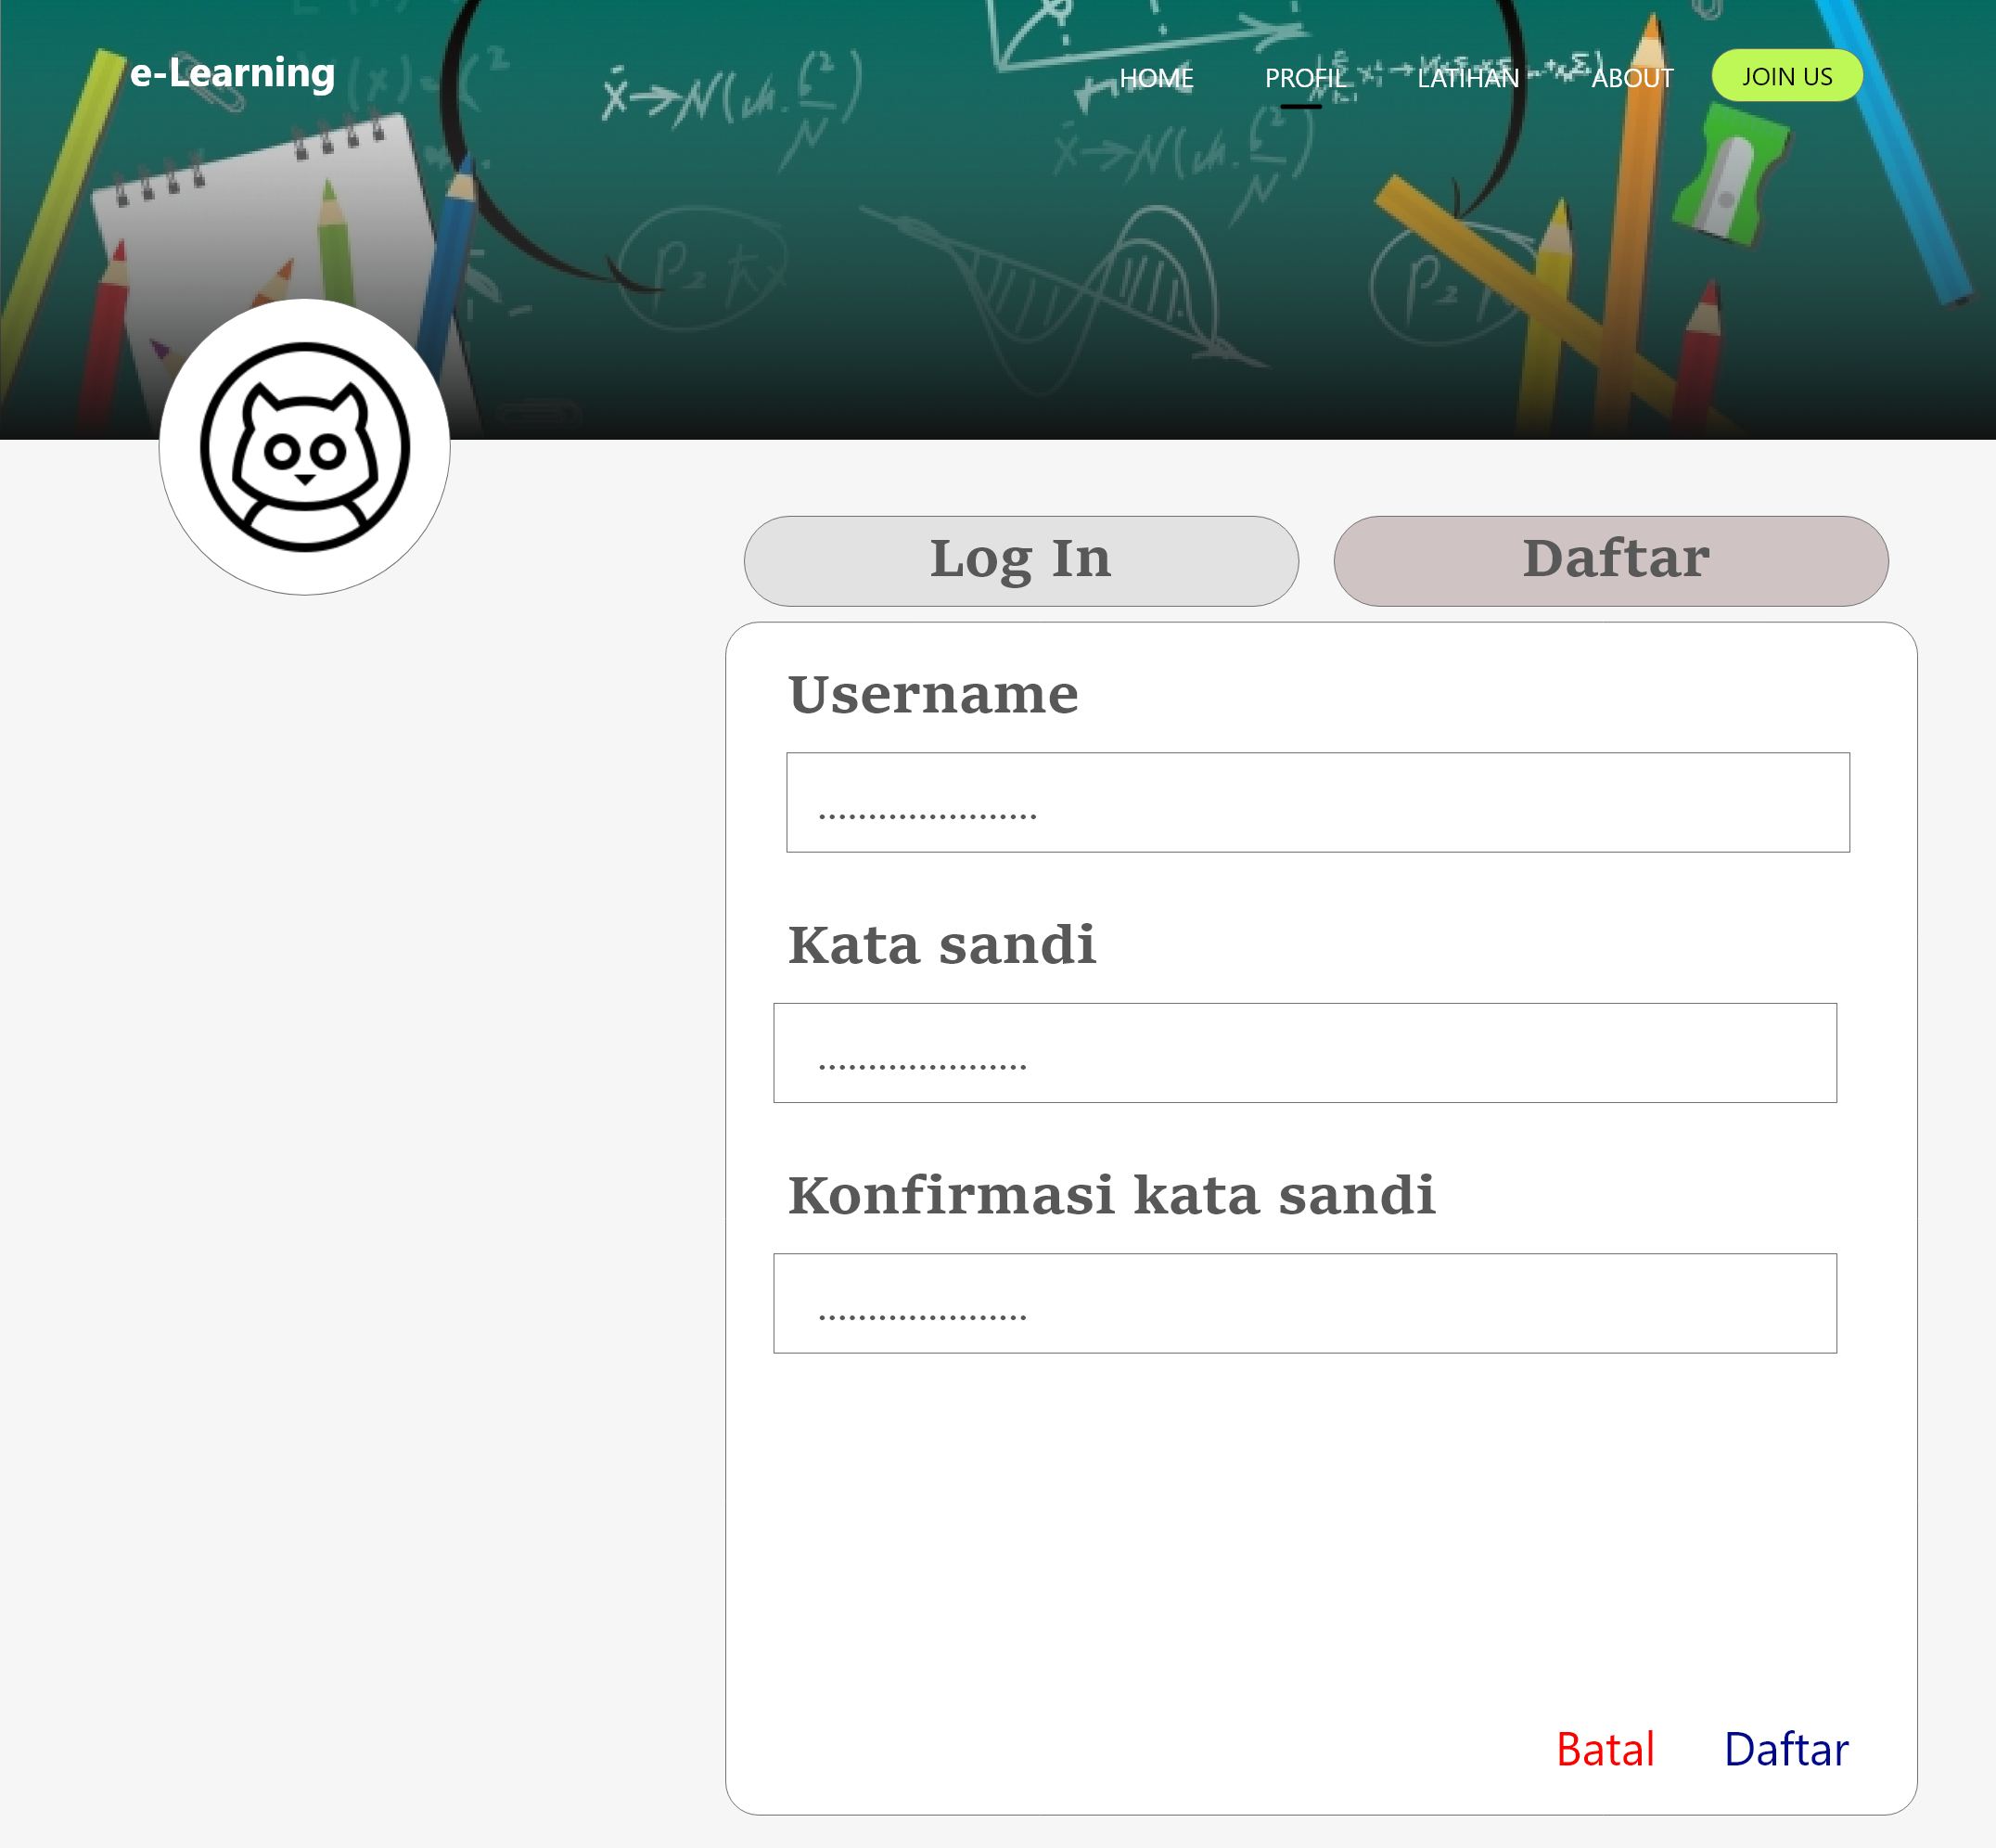 e-Learning
HOME PROFIL LATIHAN ABOUT JOIN US
Log In Daftar
Username
......................
Kata sandi
.....................
Konfirmasi kata sandi
.....................
Batal Daftar